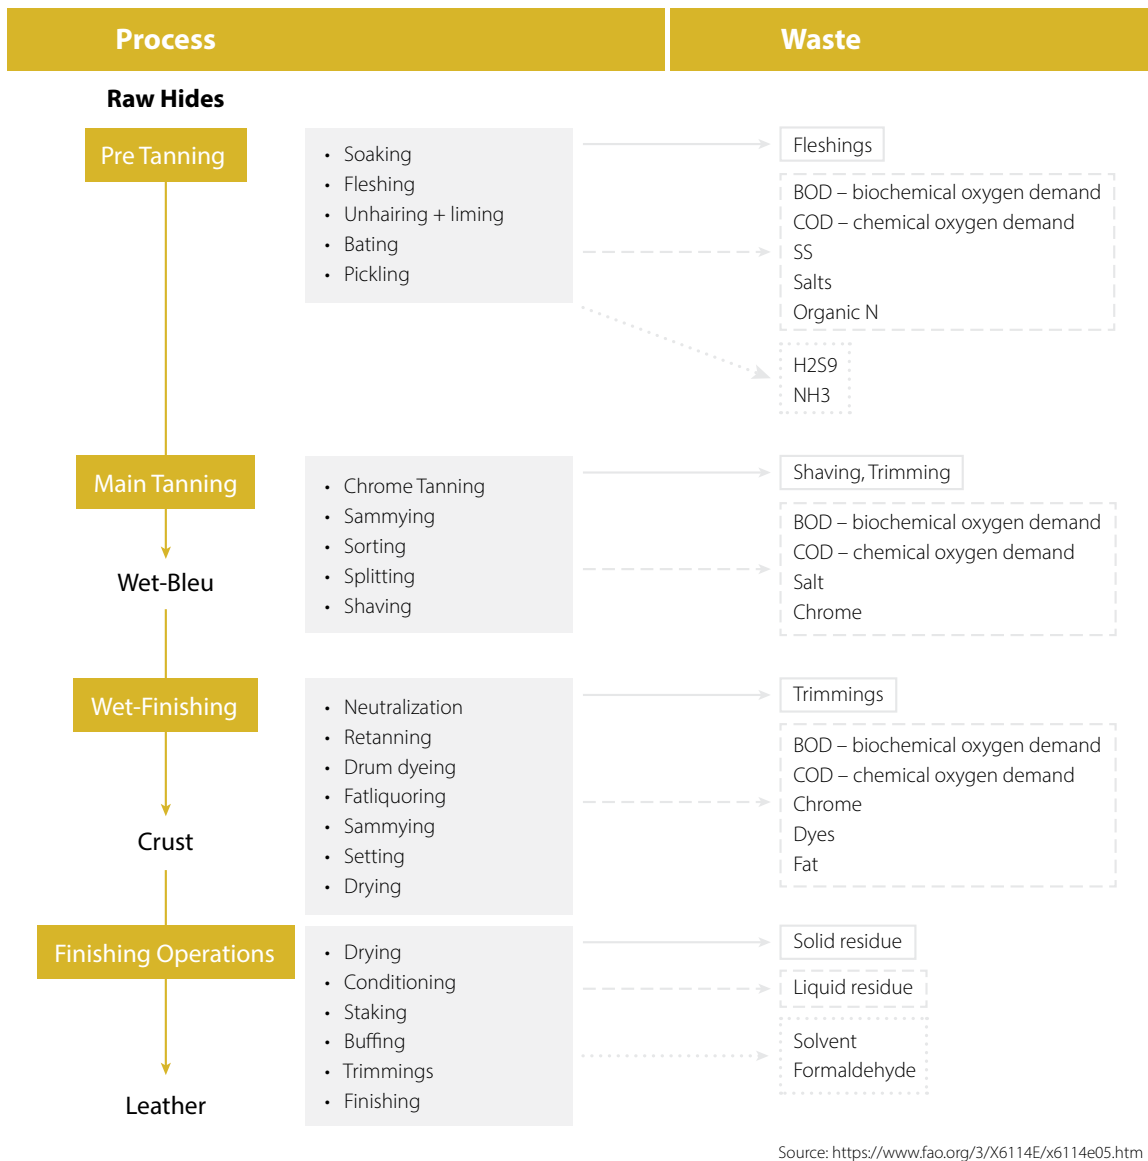 Process
Waste
Raw Hides
Pre Tanning
• Soaking
• Fleshing
• Unhairing + liming
• Bating
• Pickling
Fleshings
BOD – biochemical oxygen demand
COD – chemical oxygen demand
SS
Salts
Organic N
H2S9
NH3
Main Tanning
• Chrome Tanning
• Sammying
• Sorting
• Splitting
• Shaving
Shaving, Trimming
BOD – biochemical oxygen demand
COD – chemical oxygen demand
Salt
Chrome
Wet-Bleu
Wet-Finishing
• Neutralization
• Retanning
• Drum dyeing
• Fatliquoring
• Sammying
• Setting
• Drying
Trimmings
BOD – biochemical oxygen demand
COD – chemical oxygen demand
Chrome
Dyes
Fat
Crust
Finishing Operations
• Drying
• Conditioning
• Staking
• Buffing
• Trimmings
• Finishing
Solid residue
Liquid residue
Solvent
Formaldehyde
Leather
Source: https://www.fao.org/3/X6114E/x6114e05.htm